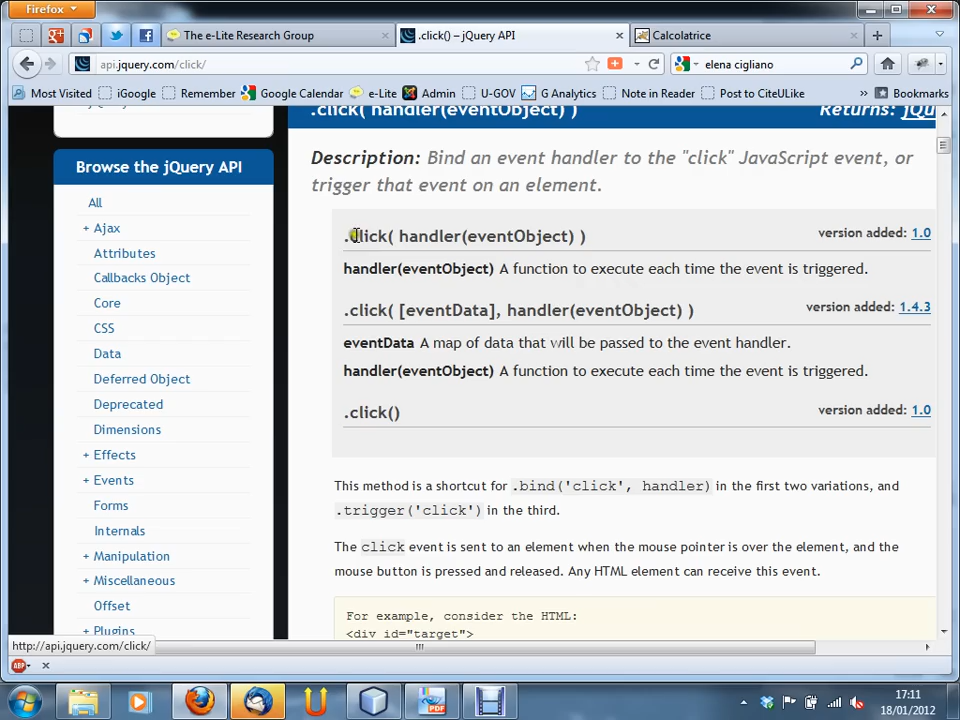 Firefox
The e-Lite Research Group
.click() – jQuery API
Calcolatrice
api.jquery.com/click/
elena cigliano
Most Visited
iGoogle
Remember
Google Calendar
e-Lite
Admin
U-GOV
G Analytics
Note in Reader
Post to CiteULike
»
Bookmarks
.click( handler(eventObject) )
Returns: jQu
Browse the jQuery API
All
+ Ajax
Attributes
Callbacks Object
Core
CSS
Data
Deferred Object
Deprecated
Dimensions
+ Effects
+ Events
Forms
Internals
+ Manipulation
+ Miscellaneous
Offset
+ Plugins
Description: Bind an event handler to the "click" JavaScript event, or
trigger that event on an element.
.click( handler(eventObject) )
version added: 1.0
handler(eventObject) A function to execute each time the event is triggered.
.click( [eventData], handler(eventObject) )
version added: 1.4.3
eventData A map of data that will be passed to the event handler.
handler(eventObject) A function to execute each time the event is triggered.
.click()
version added: 1.0
This method is a shortcut for .bind('click', handler) in the first two variations, and
.trigger('click') in the third.
The click event is sent to an element when the mouse pointer is over the element, and the
mouse button is pressed and released. Any HTML element can receive this event.
For example, consider the HTML:
<div id="target">
http://api.jquery.com/click/
ABP
17:11
18/01/2012